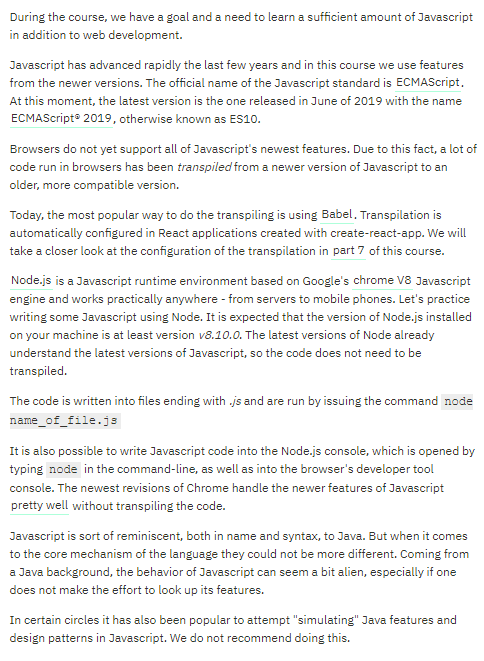 During the course, we have a goal and a need to learn a sufficient amount of Javascript
in addition to web development.
Javascript has advanced rapidly the last few years and in this course we use features
from the newer versions. The official name of the Javascript standard is ECMAScript.
At this moment, the latest version is the one released in June of 2019 with the name
ECMAScript® 2019, otherwise known as ES10.
Browsers do not yet support all of Javascript's newest features. Due to this fact, a lot of
code run in browsers has been transpiled from a newer version of Javascript to an
older, more compatible version.
Today, the most popular way to do the transpiling is using Babel. Transpilation is
automatically configured in React applications created with create-react-app. We will
take a closer look at the configuration of the transpilation in part 7 of this course.
Node.js is a Javascript runtime environment based on Google's chrome V8 Javascript
engine and works practically anywhere - from servers to mobile phones. Let's practice
writing some Javascript using Node. It is expected that the version of Node.js installed
on your machine is at least version v8.10.0. The latest versions of Node already
understand the latest versions of Javascript, so the code does not need to be
transpiled.
The code is written into files ending with .js and are run by issuing the command node
name_of_file.js
It is also possible to write Javascript code into the Node.js console, which is opened by
typing node in the command-line, as well as into the browser's developer tool
console. The newest revisions of Chrome handle the newer features of Javascript
pretty well without transpiling the code.
Javascript is sort of reminiscent, both in name and syntax, to Java. But when it comes
to the core mechanism of the language they could not be more different. Coming from
a Java background, the behavior of Javascript can seem a bit alien, especially if one
does not make the effort to look up its features.
In certain circles it has also been popular to attempt "simulating" Java features and
design patterns in Javascript. We do not recommend doing this.